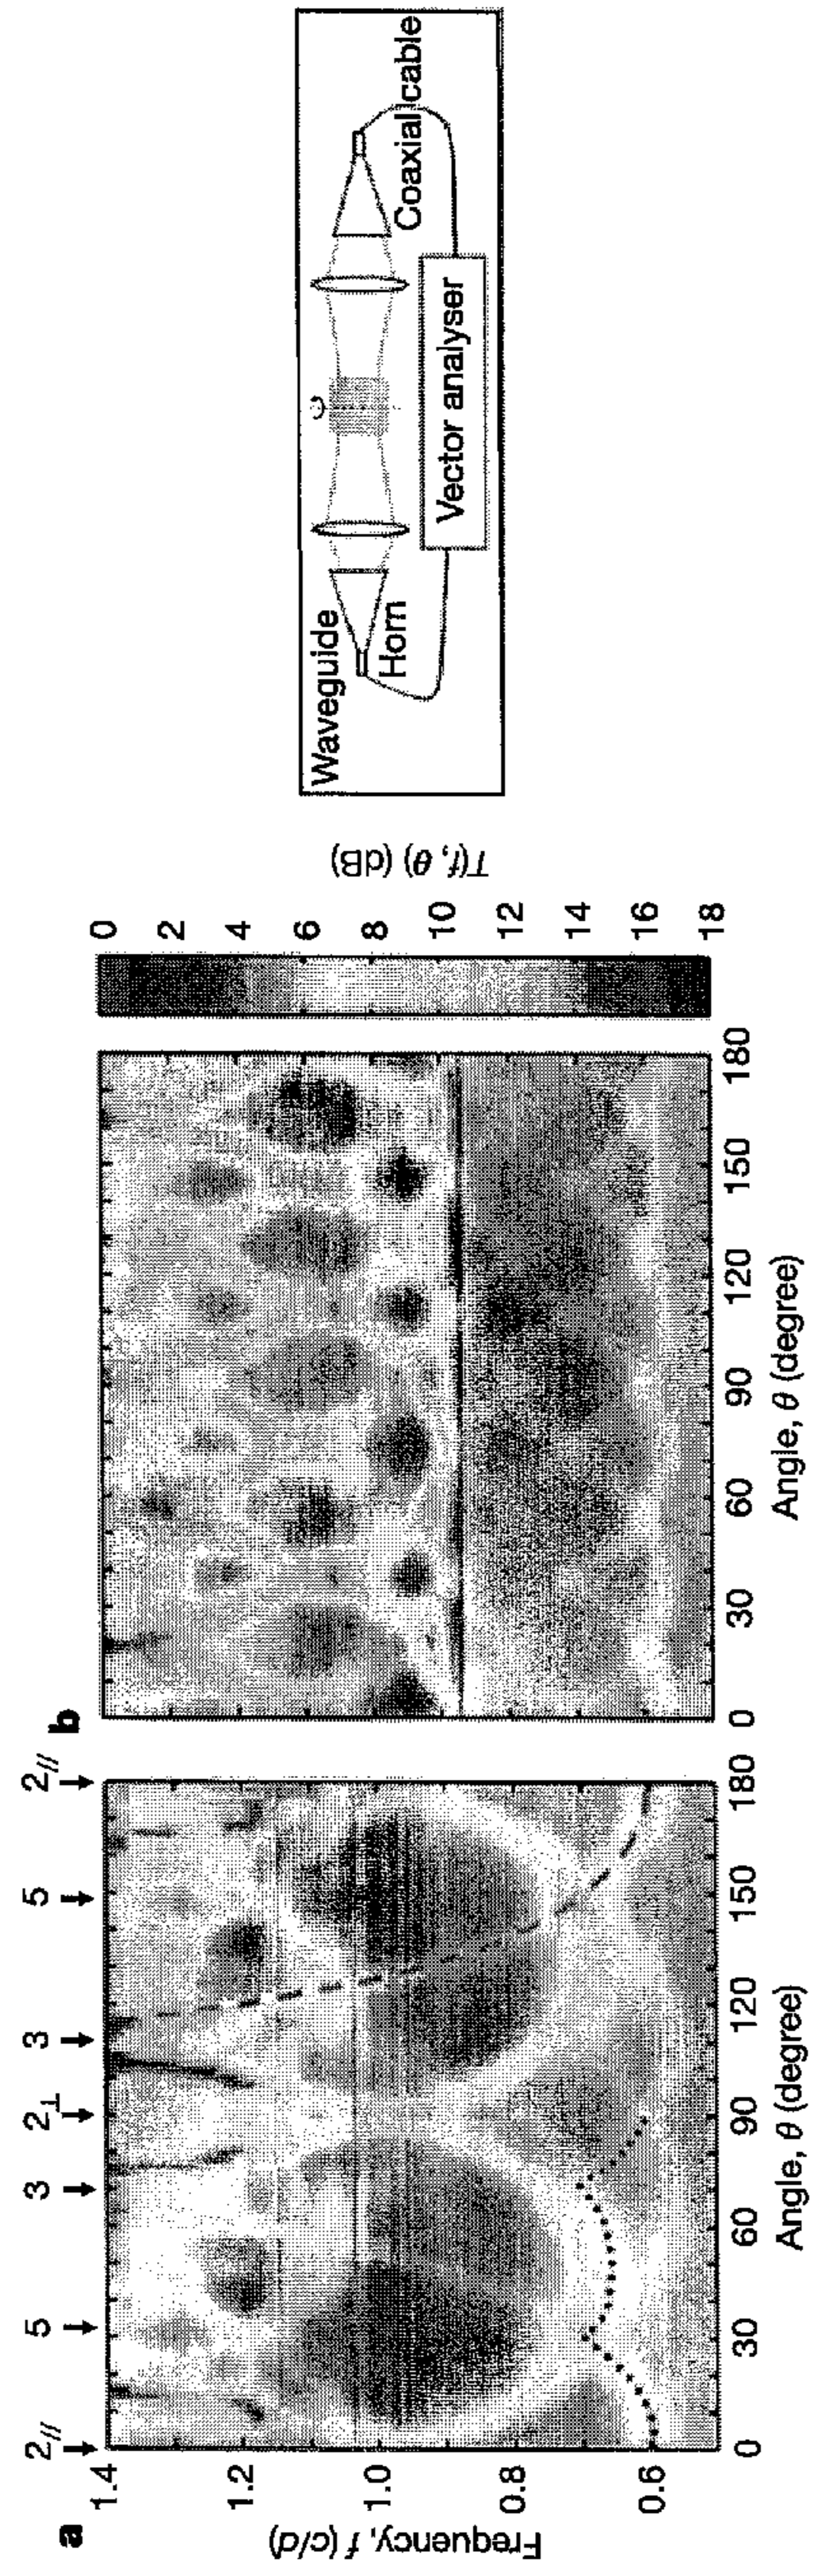 a
2// 5 3 2⊥ 3 5 2//
Frequency, f (c/d)
1.4
1.2
1.0
0.8
0.6
0 30 60 90 120 150 180
Angle, θ (degree)
b
0 30 60 90 120 150 180
Angle, θ (degree)
0
2
4
6
8
10
12
14
16
18
T(f, θ) (dB)
Waveguide
Horn
Vector analyser
Coaxial cable